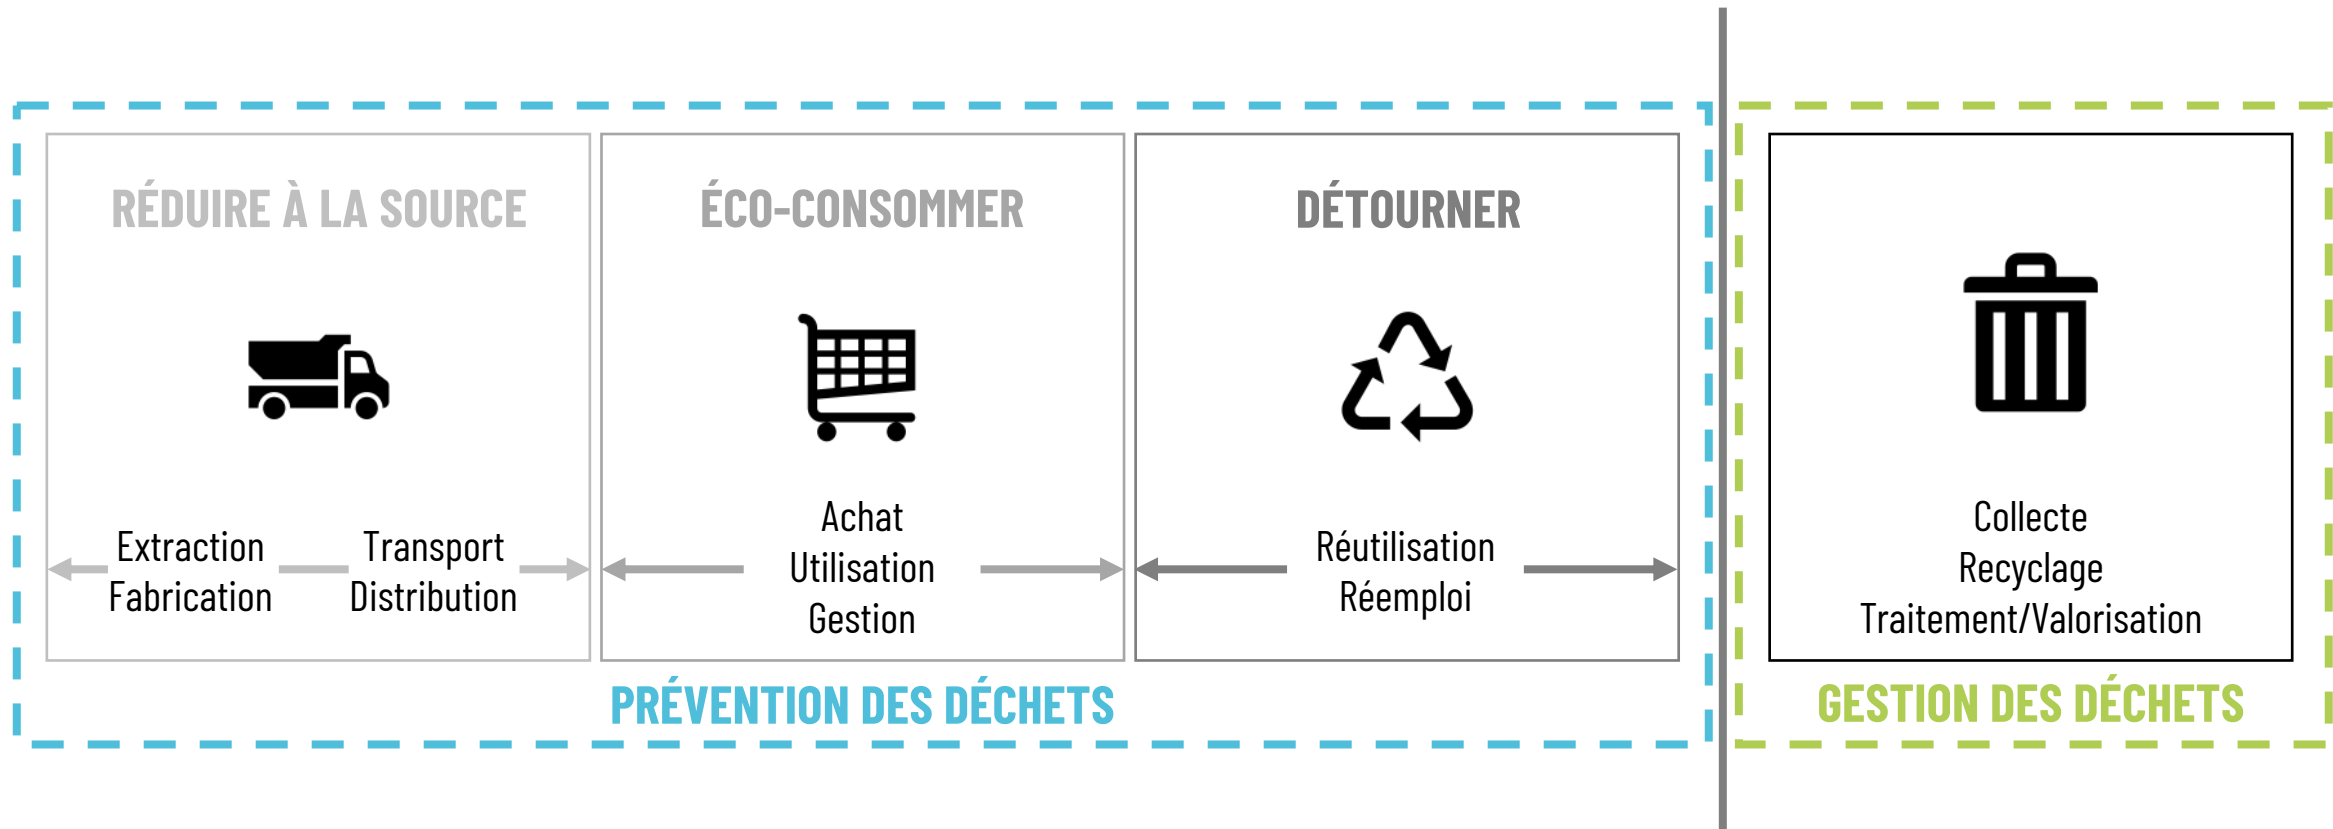 RÉDUIRE À LA SOURCE
Extraction
Fabrication
Transport
Distribution
ÉCO-CONSOMMER
Achat
Utilisation
Gestion
DÉTOURNER
Réutilisation
Réemploi
PRÉVENTION DES DÉCHETS
Collecte
Recyclage
Traitement/Valorisation
GESTION DES DÉCHETS